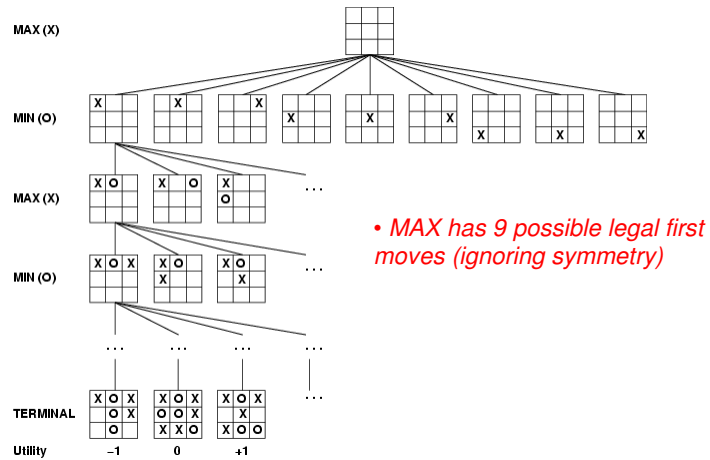 MAX (X)
MIN (O)
X X X X X X X X X
MAX (X)
X O X O X
O
...
• MAX has 9 possible legal first
moves (ignoring symmetry)
MIN (O)
X O X X O X O
X X
...
... ... ... ...
TERMINAL
X O X X O X X O X
O X O O X X
O X X O X O O
...
Utility –1 0 +1